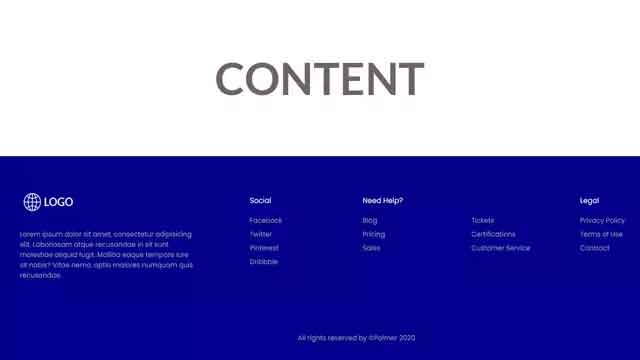 CONTENT
LOGO
Lorem ipsum dolor sit amet, consectetur adipisicing
elit. Laboriosam atque recusandae in sit sunt
molestiae aliquid fugit. Mollitia eaque tempore iure
sit nobis? Vitae nemo, optio maiores numquam quis
recusandae.
Social
Facebook
Twitter
Pinterest
Dribbble
Need Help?
Blog
Pricing
Sales
Tickets
Certifications
Customer Service
Legal
Privacy Policy
Terms of Use
Contact
All rights reserved by ©Palmer 2020